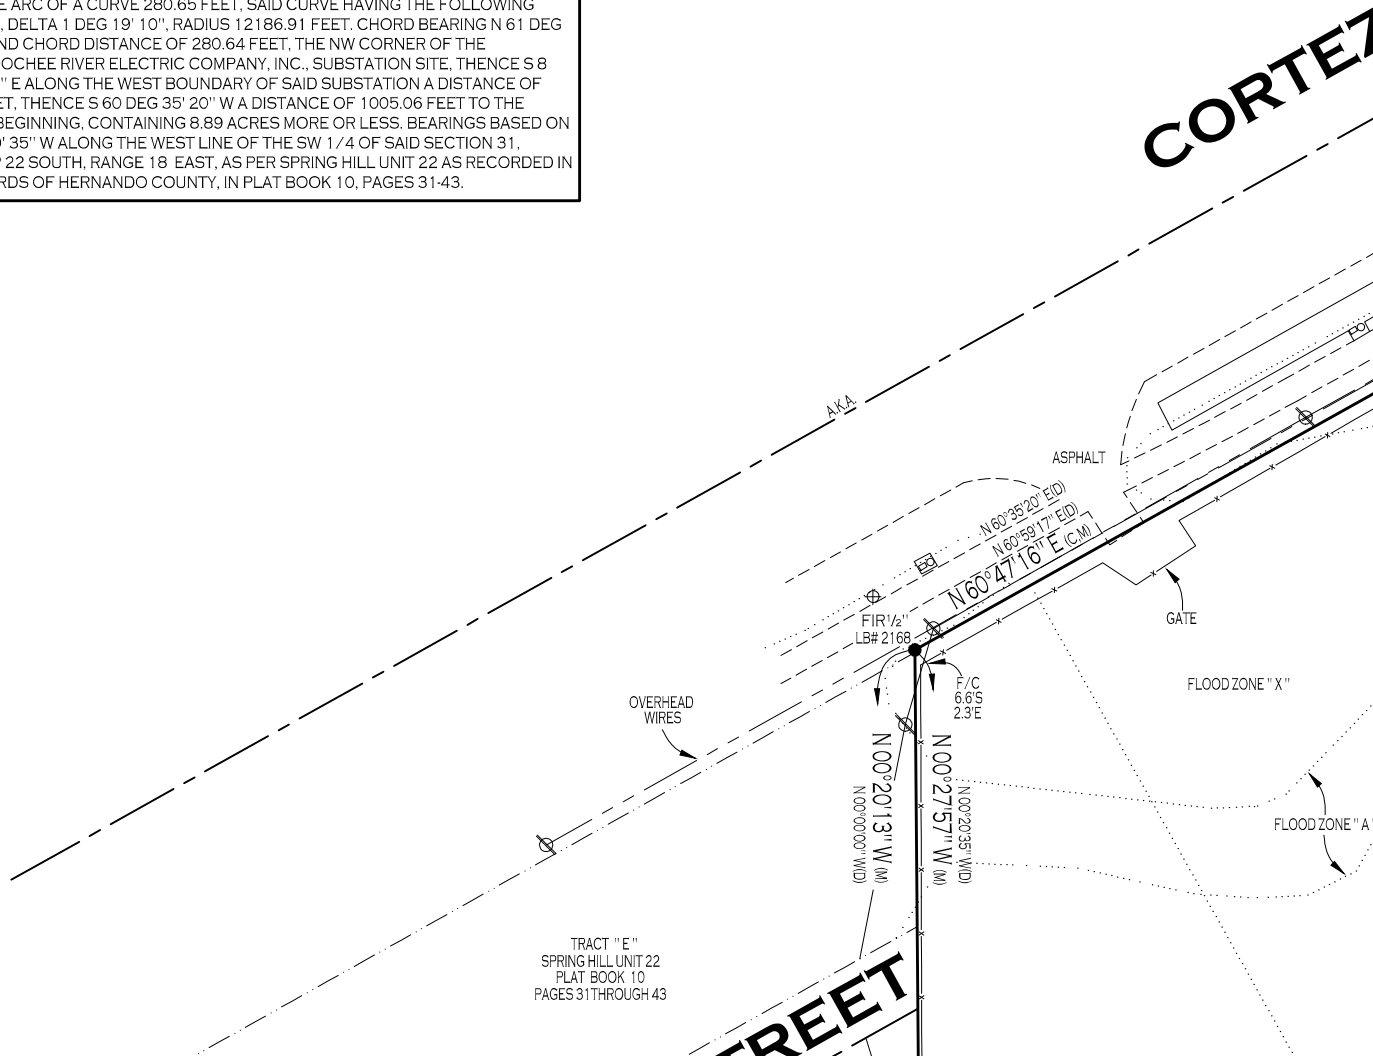 E ARC OF A CURVE 280.65 FEET, SAID CURVE HAVING THE FOLLOWING
, DELTA 1 DEG 19' 10", RADIUS 12186.91 FEET. CHORD BEARING N 61 DEG
ND CHORD DISTANCE OF 280.64 FEET, THE NW CORNER OF THE
OOCHEE RIVER ELECTRIC COMPANY, INC., SUBSTATION SITE, THENCE S 8
" E ALONG THE WEST BOUNDARY OF SAID SUBSTATION A DISTANCE OF
ET, THENCE S 60 DEG 35' 20" W A DISTANCE OF 1005.06 FEET TO THE
BEGINNING, CONTAINING 8.89 ACRES MORE OR LESS. BEARINGS BASED ON
0' 35" W ALONG THE WEST LINE OF THE SW 1/4 OF SAID SECTION 31,
P 22 SOUTH, RANGE 18 EAST, AS PER SPRING HILL UNIT 22 AS RECORDED IN
RDS OF HERNANDO COUNTY, IN PLAT BOOK 10, PAGES 31-43.
CORTEZ
A.K.A.
ASPHALT
N 60°35'20" E(D)
N 60°59'17" E(D)
N 60°47'16" E (C,M)
FIR 1/2"
LB# 2168
GATE
F/C
6.6'S
2.3'E
FLOOD ZONE "X"
OVERHEAD
WIRES
N 00°00'00" W(D)
N 00°20'13" W (M)
N 00°27'57" W (M)
N 00°20'35" W(D)
FLOOD ZONE "A"
TRACT "E"
SPRING HILL UNIT 22
PLAT BOOK 10
PAGES 31THROUGH 43
TREET